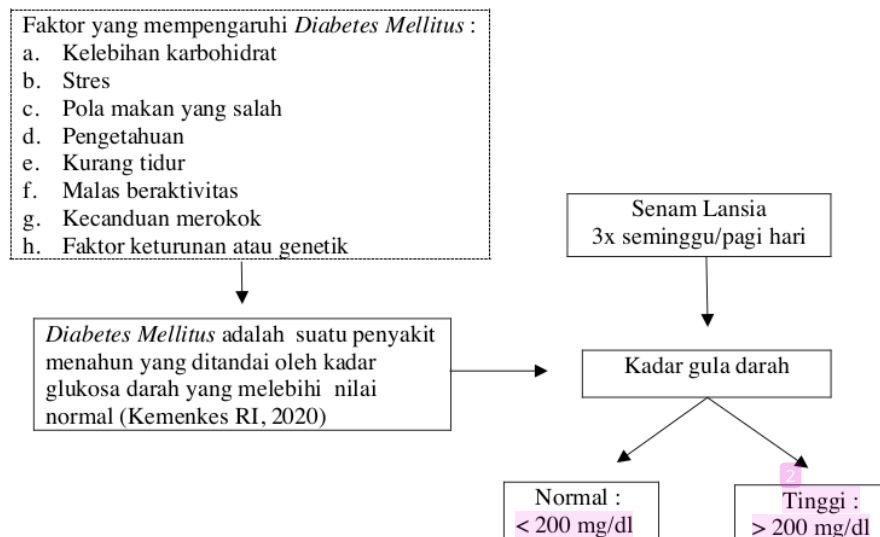 Faktor yang mempengaruhi Diabetes Mellitus :
a. Kelebihan karbohidrat
b. Stres
c. Pola makan yang salah
d. Pengetahuan
e. Kurang tidur
f. Malas beraktivitas
g. Kecanduan merokok
h. Faktor keturunan atau genetik
Senam Lansia
3x seminggu/pagi hari
Diabetes Mellitus adalah suatu penyakit
menahun yang ditandai oleh kadar
glukosa darah yang melebihi nilai
normal (Kemenkes RI, 2020)
Kadar gula darah
Normal :
< 200 mg/dl
2
Tinggi :
> 200 mg/dl